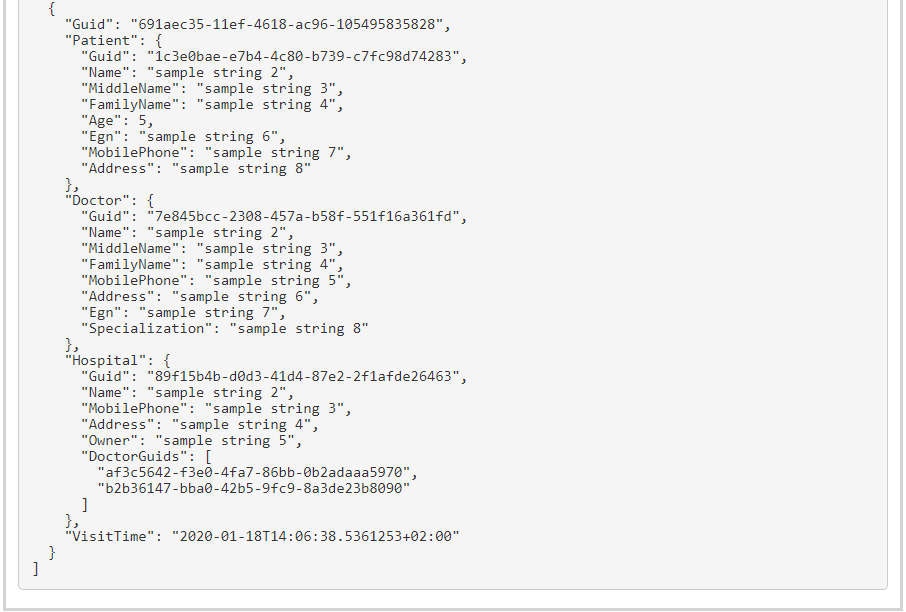 {
"Guid": "691aec35-11ef-4618-ac96-105495835828",
"Patient": {
"Guid": "1c3e0bae-e7b4-4c80-b739-c7fc98d74283",
"Name": "sample string 2",
"MiddleName": "sample string 3",
"FamilyName": "sample string 4",
"Age": 5,
"Egn": "sample string 6",
"MobilePhone": "sample string 7",
"Address": "sample string 8"
},
"Doctor": {
"Guid": "7e845bcc-2308-457a-b58f-551f16a361fd",
"Name": "sample string 2",
"MiddleName": "sample string 3",
"FamilyName": "sample string 4",
"MobilePhone": "sample string 5",
"Address": "sample string 6",
"Egn": "sample string 7",
"Specialization": "sample string 8"
},
"Hospital": {
"Guid": "89f15b4b-d0d3-41d4-87e2-2f1afde26463",
"Name": "sample string 2",
"MobilePhone": "sample string 3",
"Address": "sample string 4",
"Owner": "sample string 5",
"DoctorGuids": [
"af3c5642-f3e0-4fa7-86bb-0b2adaaa5970",
"b2b36147-bba0-42b5-9fc9-8a3de23b8090"
]
},
"VisitTime": "2020-01-18T14:06:38.5361253+02:00"
}
]